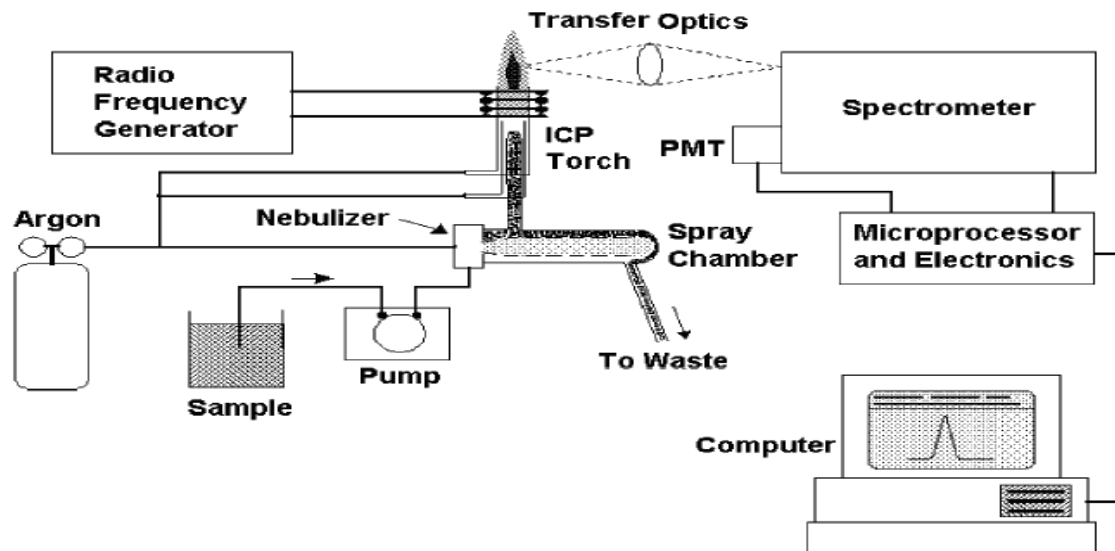 Transfer Optics
Radio
Frequency
Generator
ICP
Torch
Spectrometer
PMT
Argon
Nebulizer
Spray
Chamber
Microprocessor
and Electronics
To Waste
Pump
Sample
Computer